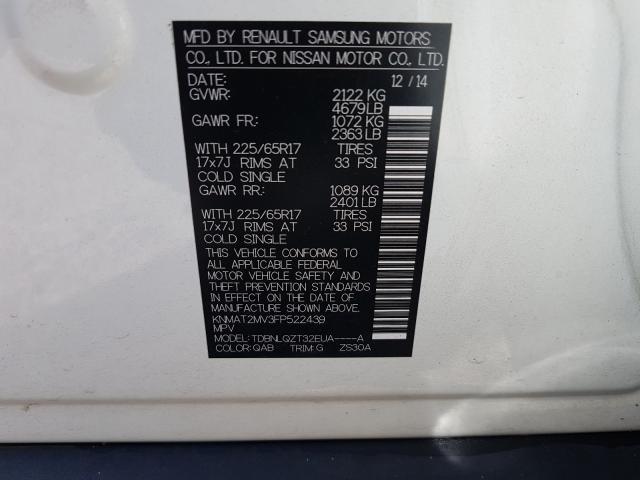 MFD BY RENAULT SAMSUNG MOTORS
CO., LTD. FOR NISSAN MOTOR CO., LTD.
DATE: 12 / 14
GVWR: 2122 KG
4679LB
GAWR FR: 1072 KG
2363 LB
WITH 225/65R17 TIRES
17x7J RIMS AT 33 PSI
COLD SINGLE
GAWR RR: 1089 KG
2401 LB
WITH 225/65R17 TIRES
17x7J RIMS AT 33 PSI
COLD SINGLE
THIS VEHICLE CONFORMS TO
ALL APPLICABLE FEDERAL
MOTOR VEHICLE SAFETY AND
THEFT PREVENTION STANDARDS
IN EFFECT ON THE DATE OF
MANUFACTURE SHOWN ABOVE.
KNMAT2MV3FP522439
MPV
MODEL: TDBNLQZT32EUA----A
COLOR: QAB TRIM: G ZS30A